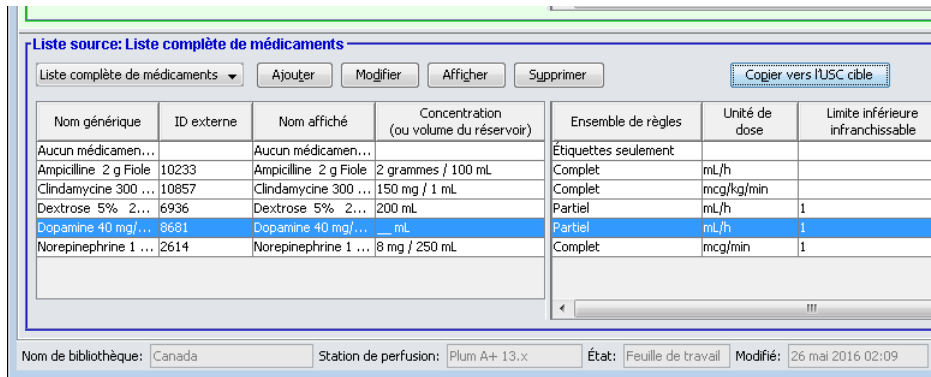 Liste source: Liste complète de médicaments
Liste complète de médicaments Ajouter Modifier Afficher Supprimer Copier vers l'USC cible
Nom générique ID externe Nom affiché Concentration (ou volume du réservoir) Ensemble de règles Unité de dose Limite inférieure infranchissable
Aucun médicamen... Aucun médicamen... Étiquettes seulement
Ampicilline 2 g Fiole 10233 Ampicilline 2 g Fiole 2 grammes / 100 mL Complet mL/h
Clindamycine 300 ... 10857 Clindamycine 300 ... 150 mg / 1 mL Complet mcg/kg/min
Dextrose 5% 2... 6936 Dextrose 5% 2... 200 mL Partiel mL/h 1
Dopamine 40 mg/... 8681 Dopamine 40 mg/... __ mL Partiel mL/h 1
Norepinephrine 1 ... 2614 Norepinephrine 1 ... 8 mg / 250 mL Complet mcg/min 1
Nom de bibliothèque: Canada Station de perfusion: Plum A+ 13.x État: Feuille de travail Modifié: 26 mai 2016 02:09